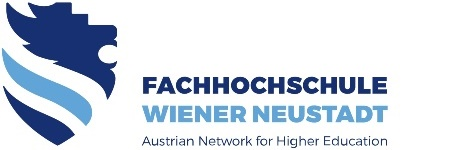 FACHHOCHSCHULE
WIENER NEUSTADT
Austrian Network for Higher Education